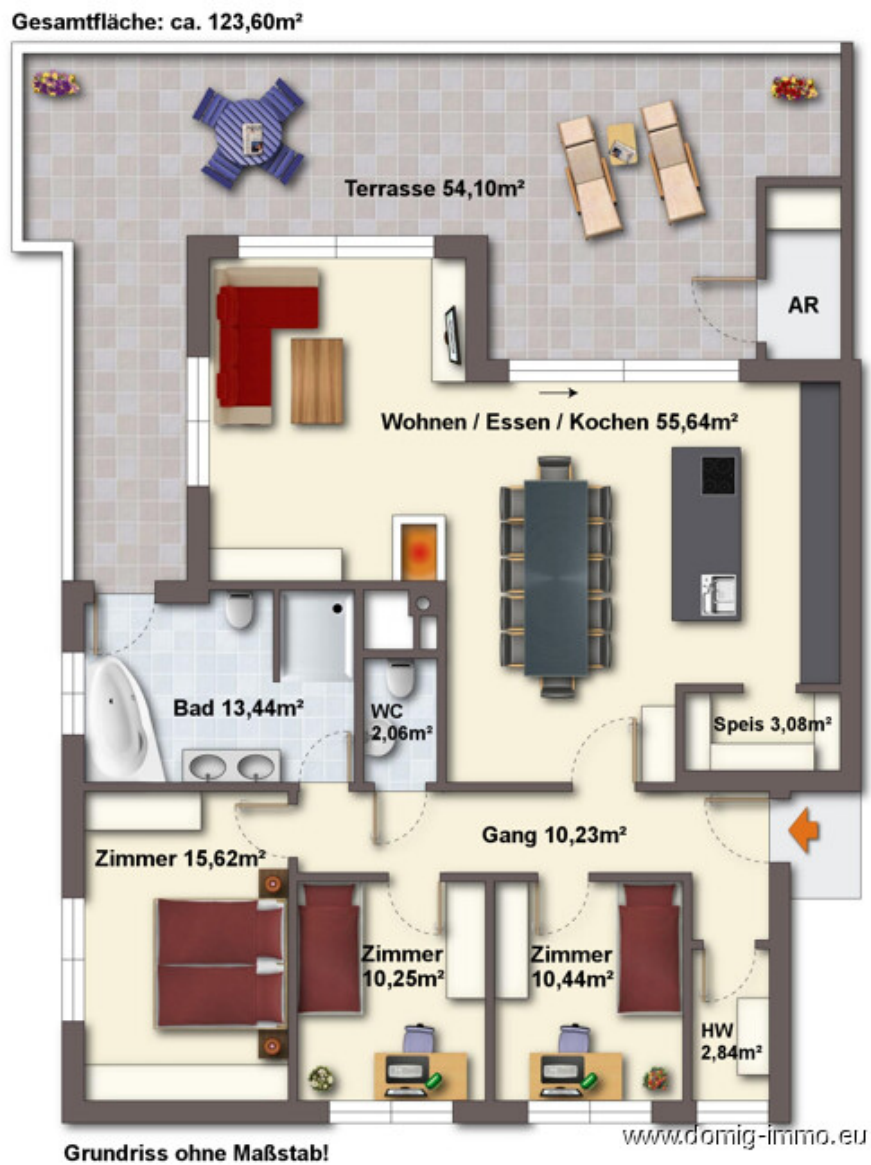 Gesamtfläche: ca. 123,60m²
Terrasse 54,10m²
AR
Wohnen / Essen / Kochen 55,64m²
Bad 13,44m²
WC
2,06m²
Speis 3,08m²
Gang 10,23m²
Zimmer 15,62m²
Zimmer
10,25m²
Zimmer
10,44m²
HW
2,84m²
www.domig-immo.eu
Grundriss ohne Maßstab!